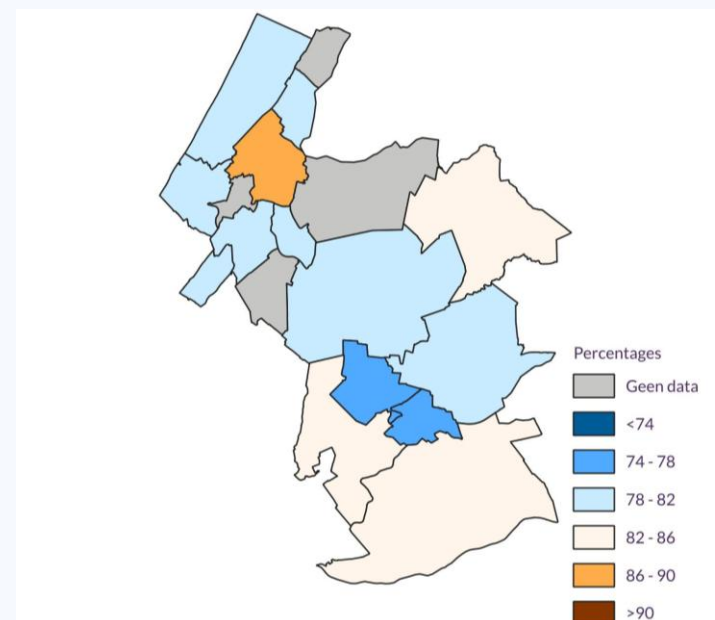 Percentages
Geen data
<74
74 - 78
78 - 82
82 - 86
86 - 90
>90